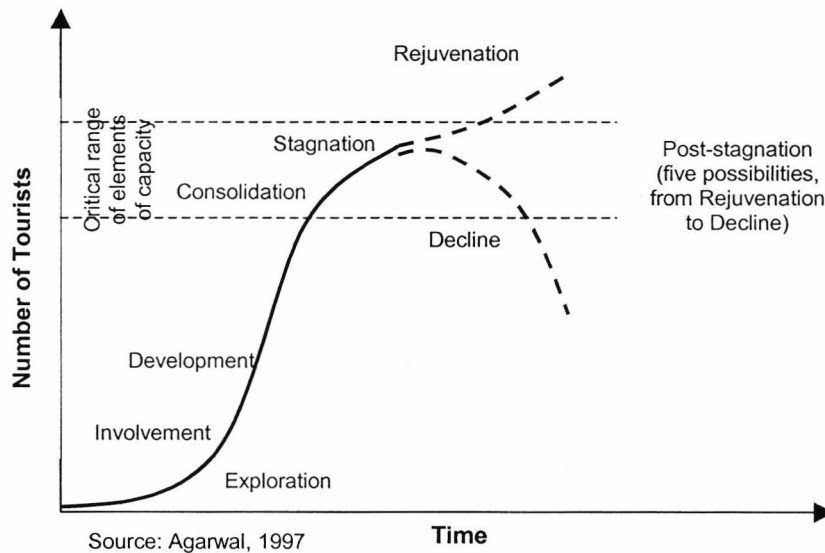 Rejuvenation
Critical range
of elements
of capacity
Stagnation
Post-stagnation
(five possibilities,
from Rejuvenation
to Decline)
Consolidation
Decline
Number of Tourists
Development
Involvement
Exploration
Source: Agarwal, 1997
Time